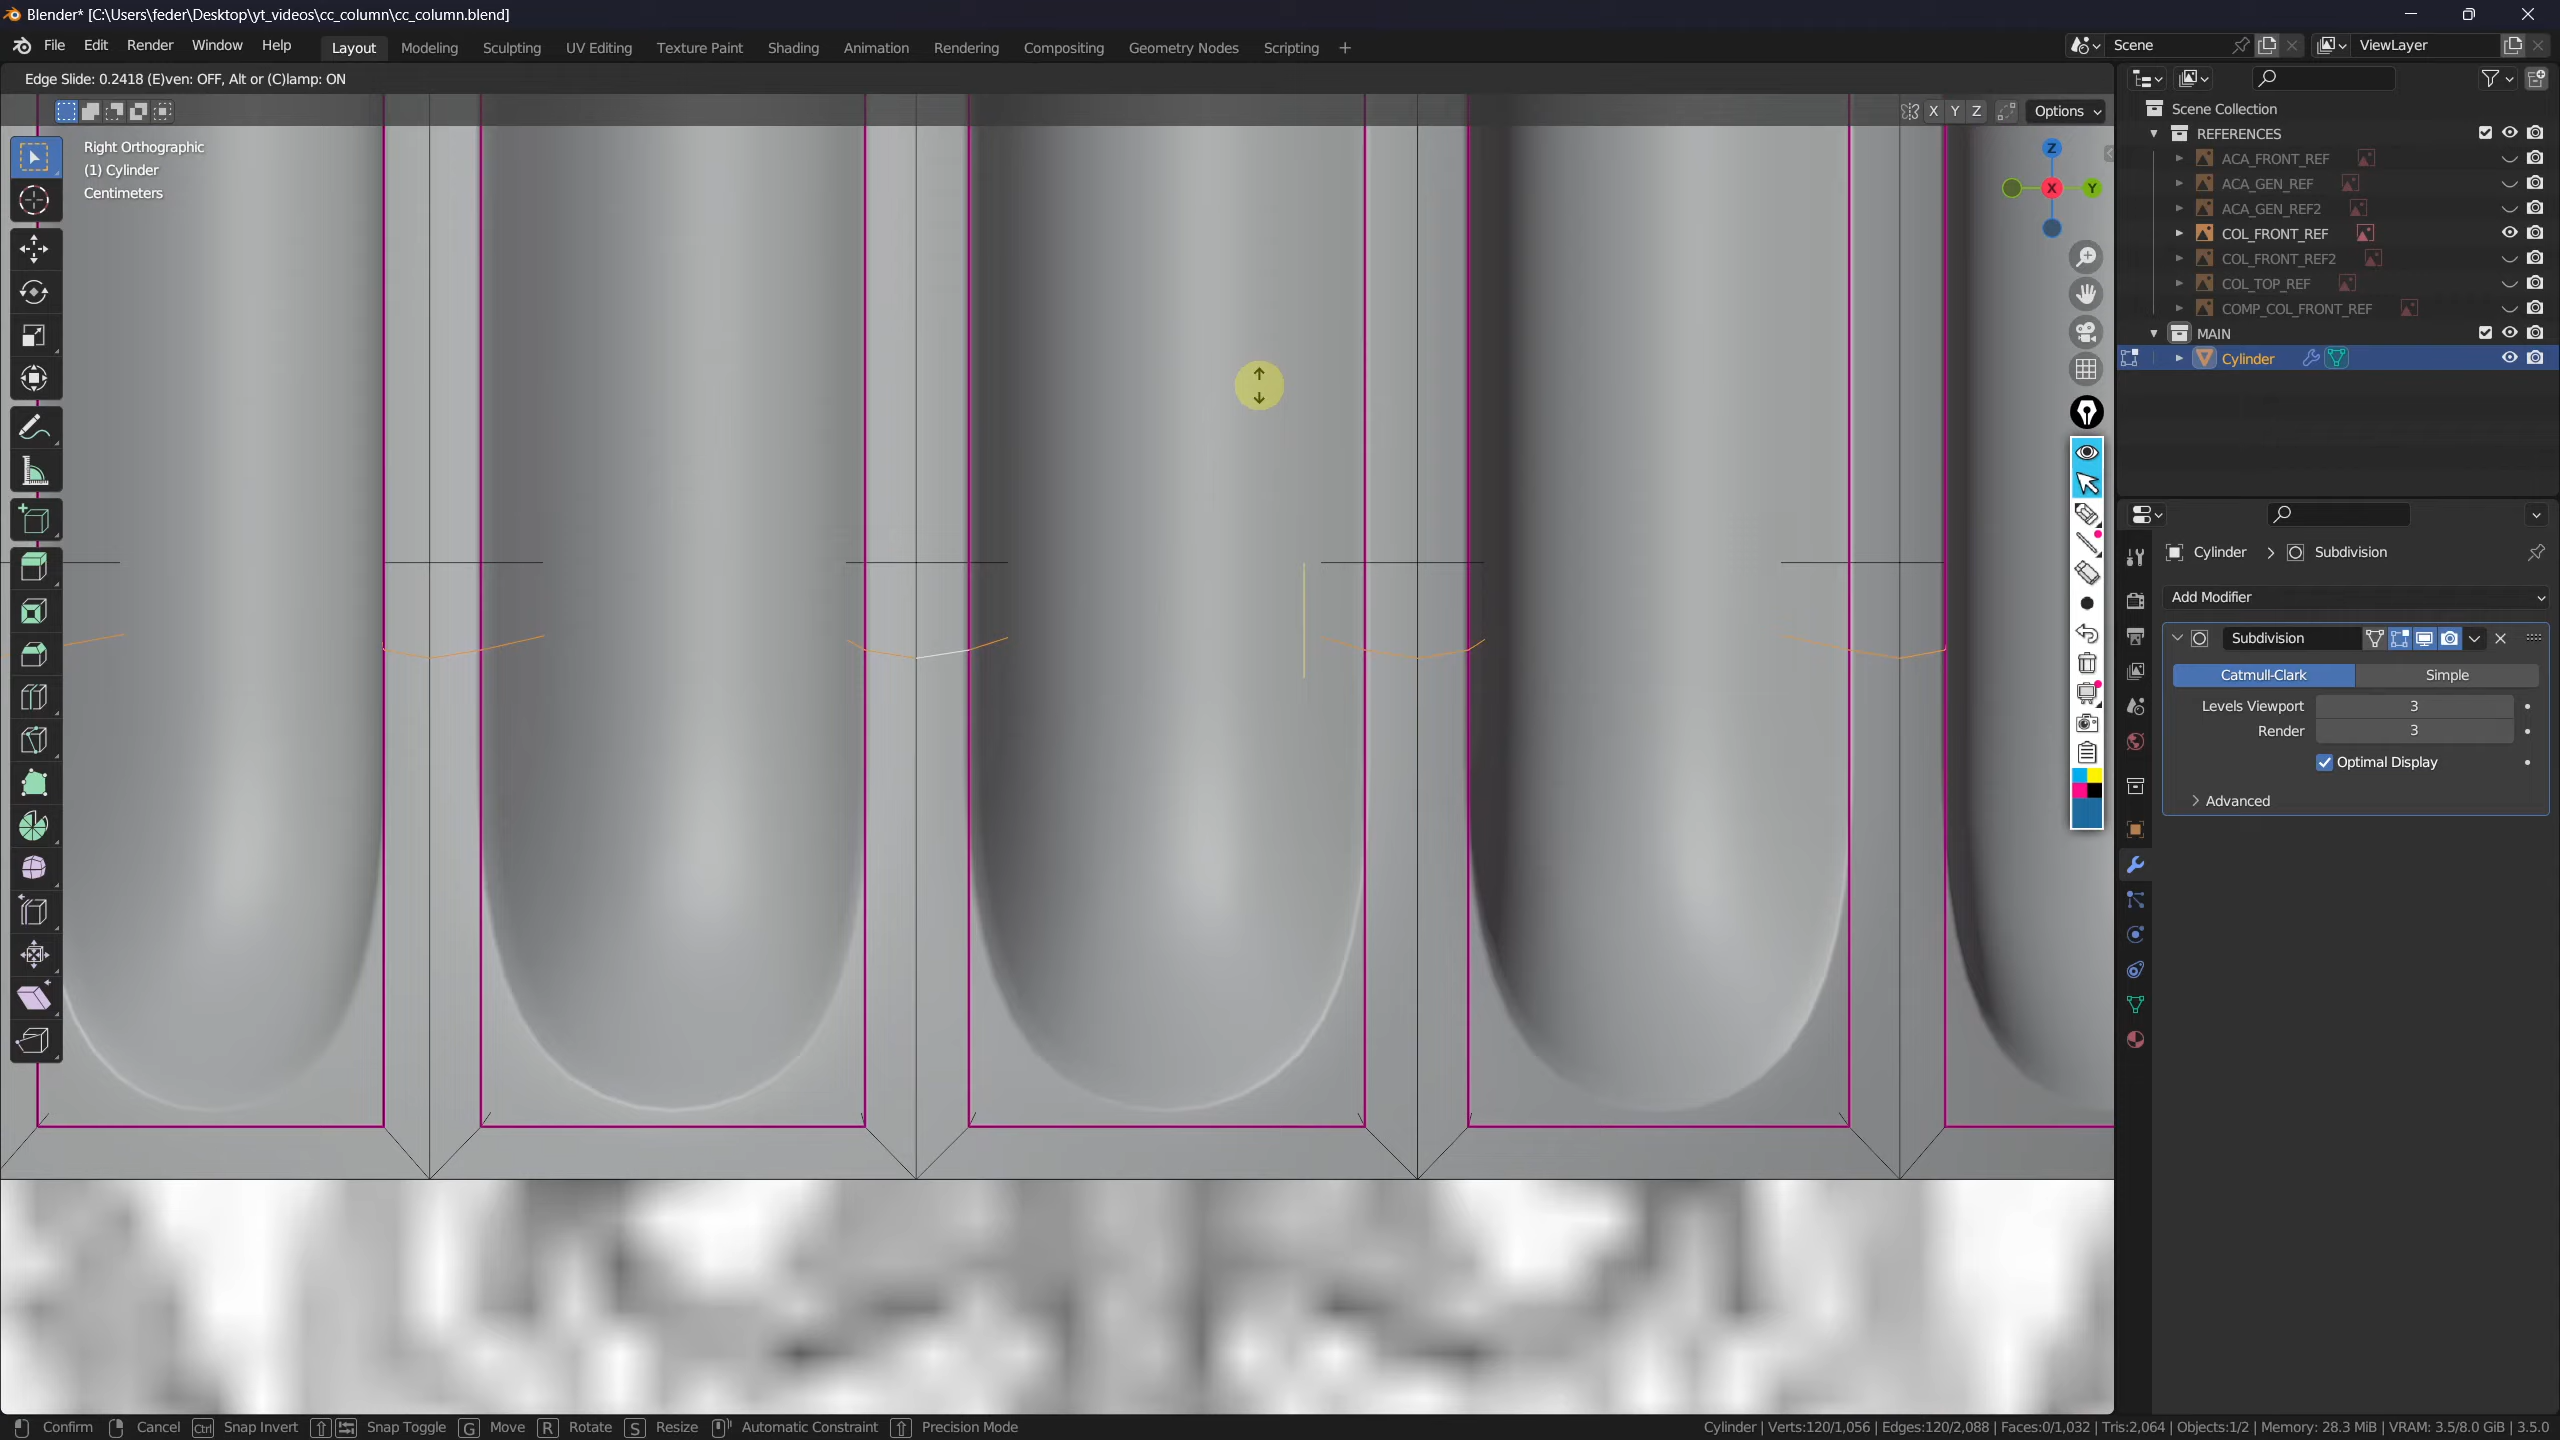 Blender* [C:\Users\feder\Desktop\yt_videos\cc_column\cc_column.blend]
File Edit Render Window Help Layout Modeling Sculpting UV Editing Texture Paint Shading Animation Rendering Compositing Geometry Nodes Scripting + Scene ViewLayer
Edge Slide: 0.2418 (E)ven: OFF, Alt or (C)lamp: ON
X Y Z Options
Right Orthographic
(1) Cylinder
Centimeters
Z
X
Y
Scene Collection
REFERENCES
ACA_FRONT_REF
ACA_GEN_REF
ACA_GEN_REF2
COL_FRONT_REF
COL_FRONT_REF2
COL_TOP_REF
COMP_COL_FRONT_REF
MAIN
Cylinder
Cylinder > Subdivision
Add Modifier
Subdivision
Catmull-Clark Simple
Levels Viewport 3
Render 3
Optimal Display
Advanced
Confirm Cancel Ctrl Snap Invert Snap Toggle G Move R Rotate S Resize Automatic Constraint Precision Mode
Cylinder | Verts:120/1,056 | Edges:120/2,088 | Faces:0/1,032 | Tris:2,064 | Objects:1/2 | Memory: 28.3 MiB | VRAM: 3.5/8.0 GiB | 3.5.0